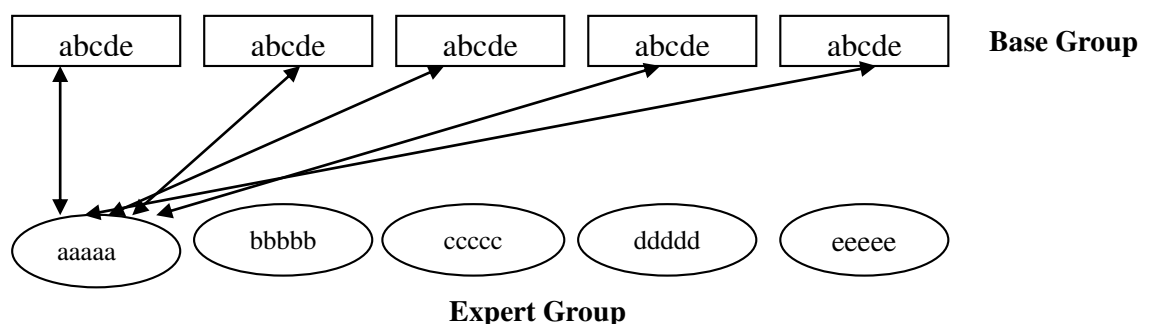 abcde abcde abcde abcde abcde Base Group
aaaaa bbbbb ccccc ddddd eeeee
Expert Group